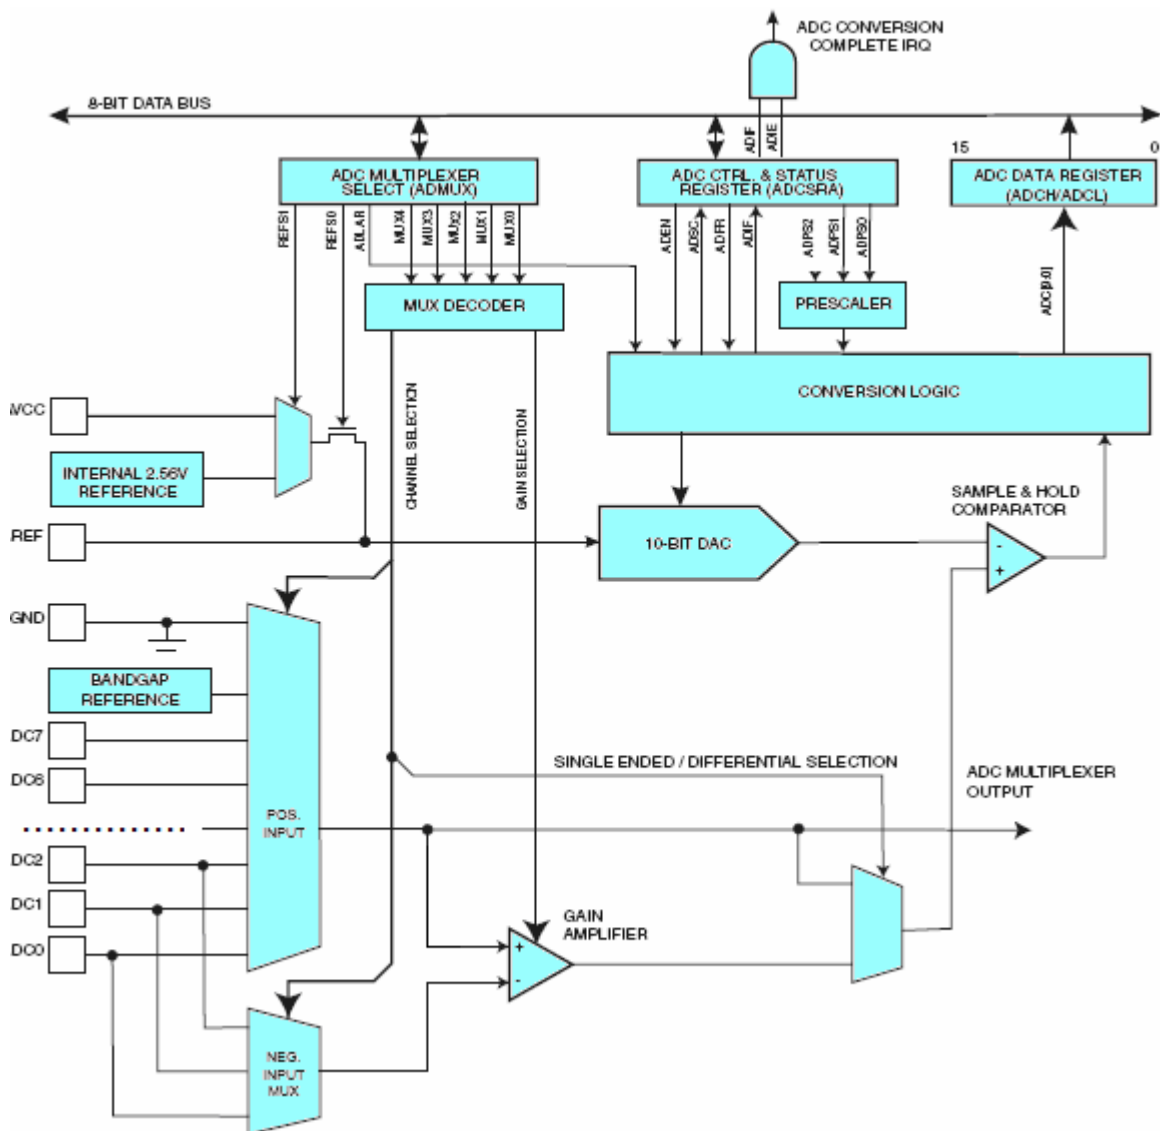 ADC CONVERSION
COMPLETE IRQ
8-BIT DATA BUS
ADIF
ADIE
15
0
ADC MULTIPLEXER
SELECT (ADMUX)
ADC CTRL. & STATUS
REGISTER (ADCSRA)
ADC DATA REGISTER
(ADCH/ADCL)
REFS1
REFS0
ADLAR
MUX4
MUX3
MUX2
MUX1
MUX0
ADEN
ADSC
ADFR
ADIF
ADPS2
ADPS1
ADPS0
ADC[9:0]
MUX DECODER
PRESCALER
CONVERSION LOGIC
CHANNEL SELECTION
GAIN SELECTION
AVCC
INTERNAL 2.56V
REFERENCE
SAMPLE & HOLD
COMPARATOR
.REF
10-BIT DAC
-
+
GND
BANDGAP
REFERENCE
DC7
DC6
SINGLE ENDED / DIFFERENTIAL SELECTION
ADC MULTIPLEXER
OUTPUT
POS.
INPUT
DC2
DC1
DC0
GAIN
AMPLIFIER
+
-
NEG.
INPUT
MUX